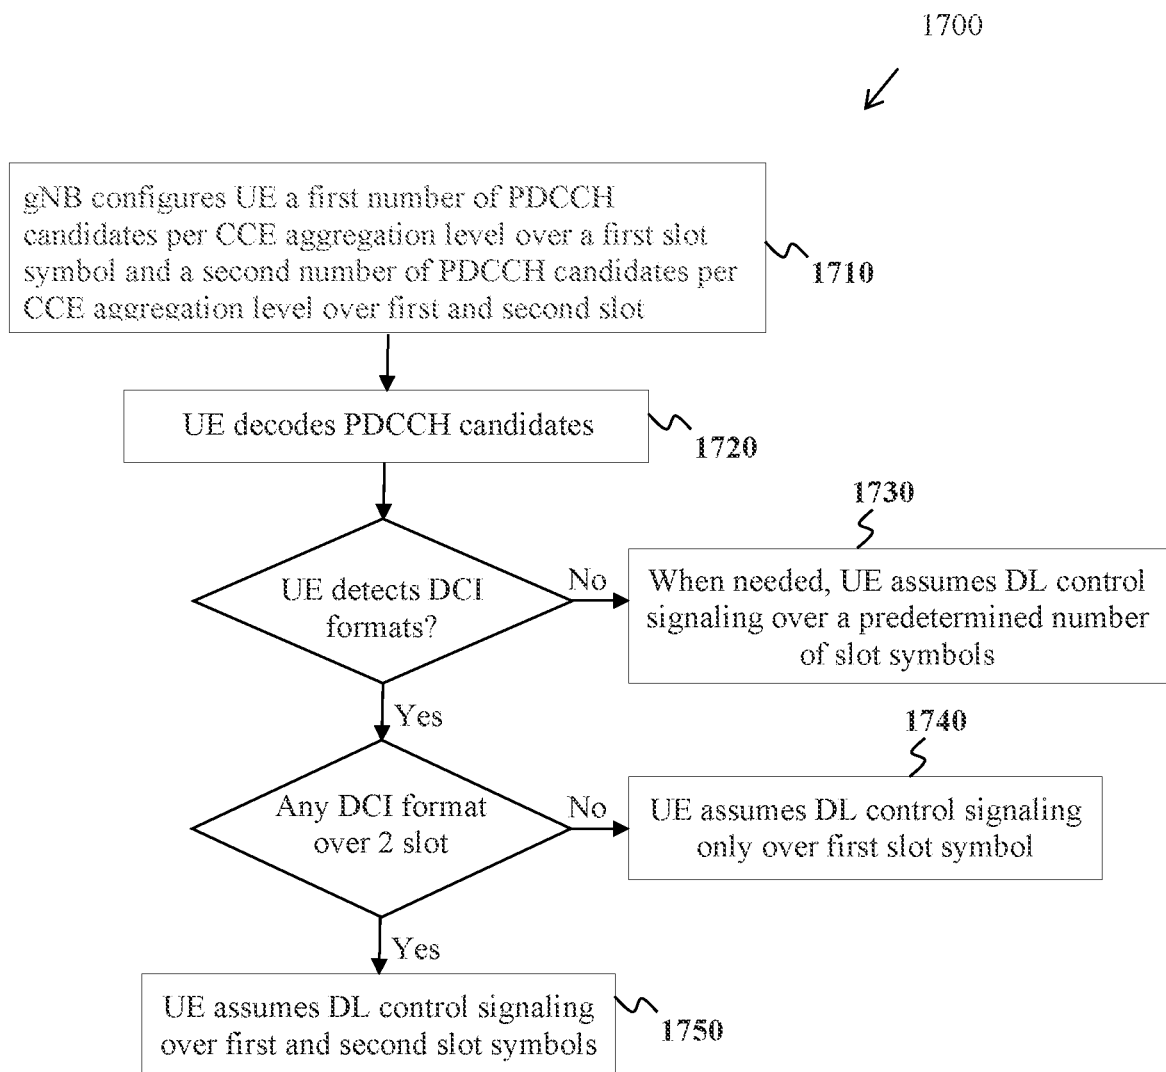 1700
gNB configures UE a first number of PDCCH
candidates per CCE aggregation level over a first slot
symbol and a second number of PDCCH candidates per
CCE aggregation level over first and second slot
1710
UE decodes PDCCH candidates
1720
UE detects DCI
formats?
No
1730
When needed, UE assumes DL control
signaling over a predetermined number
of slot symbols
Yes
Any DCI format
over 2 slot
No
1740
UE assumes DL control signaling
only over first slot symbol
Yes
UE assumes DL control signaling
over first and second slot symbols
1750